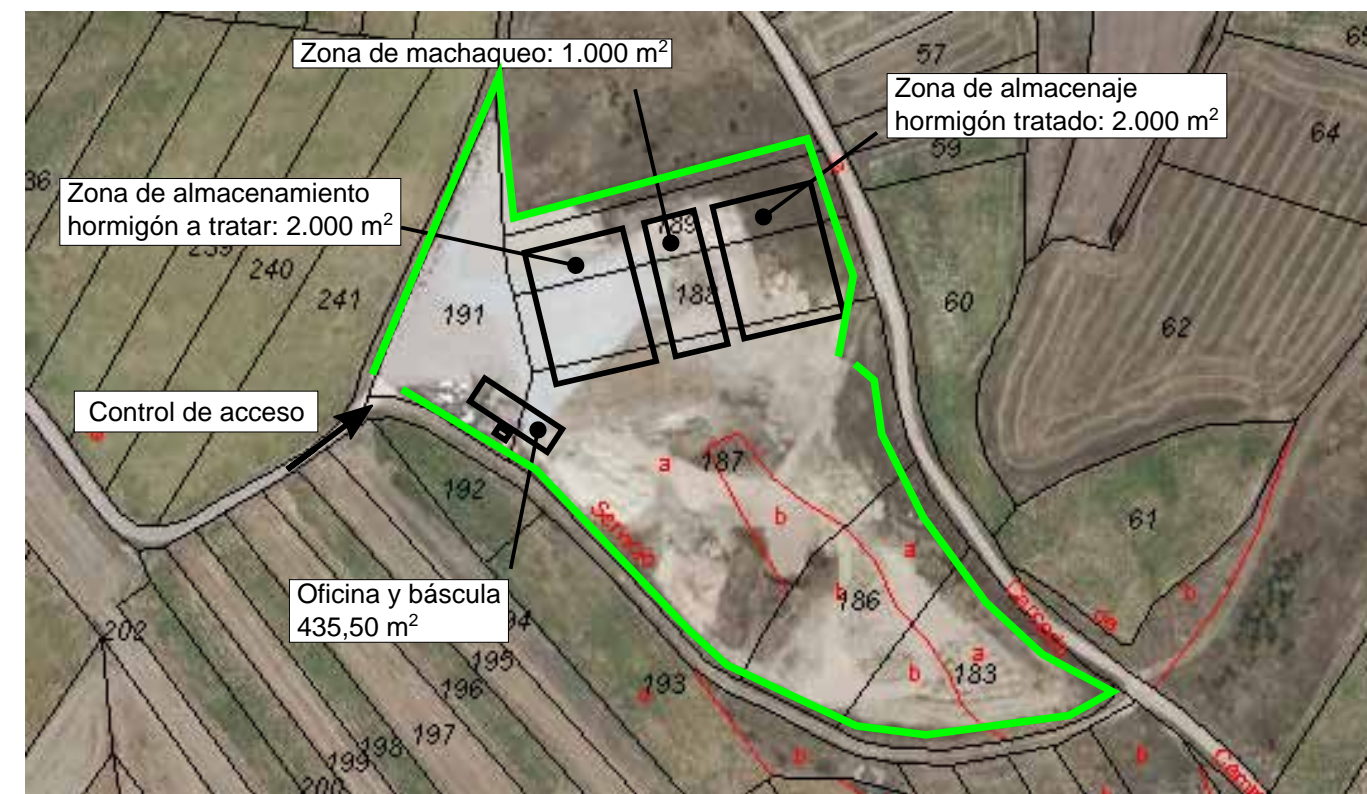 Zona de machaqueo: 1.000 m²
57
Zona de almacenaje
hormigón tratado: 2.000 m²
64
59
36
Zona de almacenamiento
hormigón a tratar: 2.000 m²
189
239
240
241
188
191
60
62
Control de acceso
187
a
192
b
61
Servicio
a
b
b
186
Oficina y báscula
435,50 m²
a
b
183
202
194
195
196
193
197
198
199
200
b
b